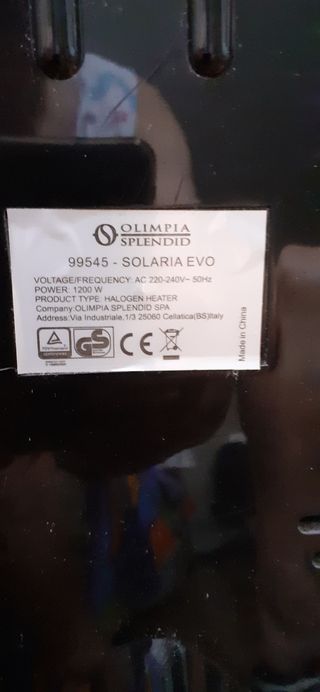 OLIMPIA
SPLENDID
99545 - SOLARIA EVO
VOLTAGE/FREQUENCY: AC 220-240V~ 50Hz
POWER: 1200 W
PRODUCT TYPE: HALOGEN HEATER
Company:OLIMPIA SPLENDID SPA
Address:Via Industriale,1/3 25060 Cellatica(BS)Italy
GS
CE
Made in China